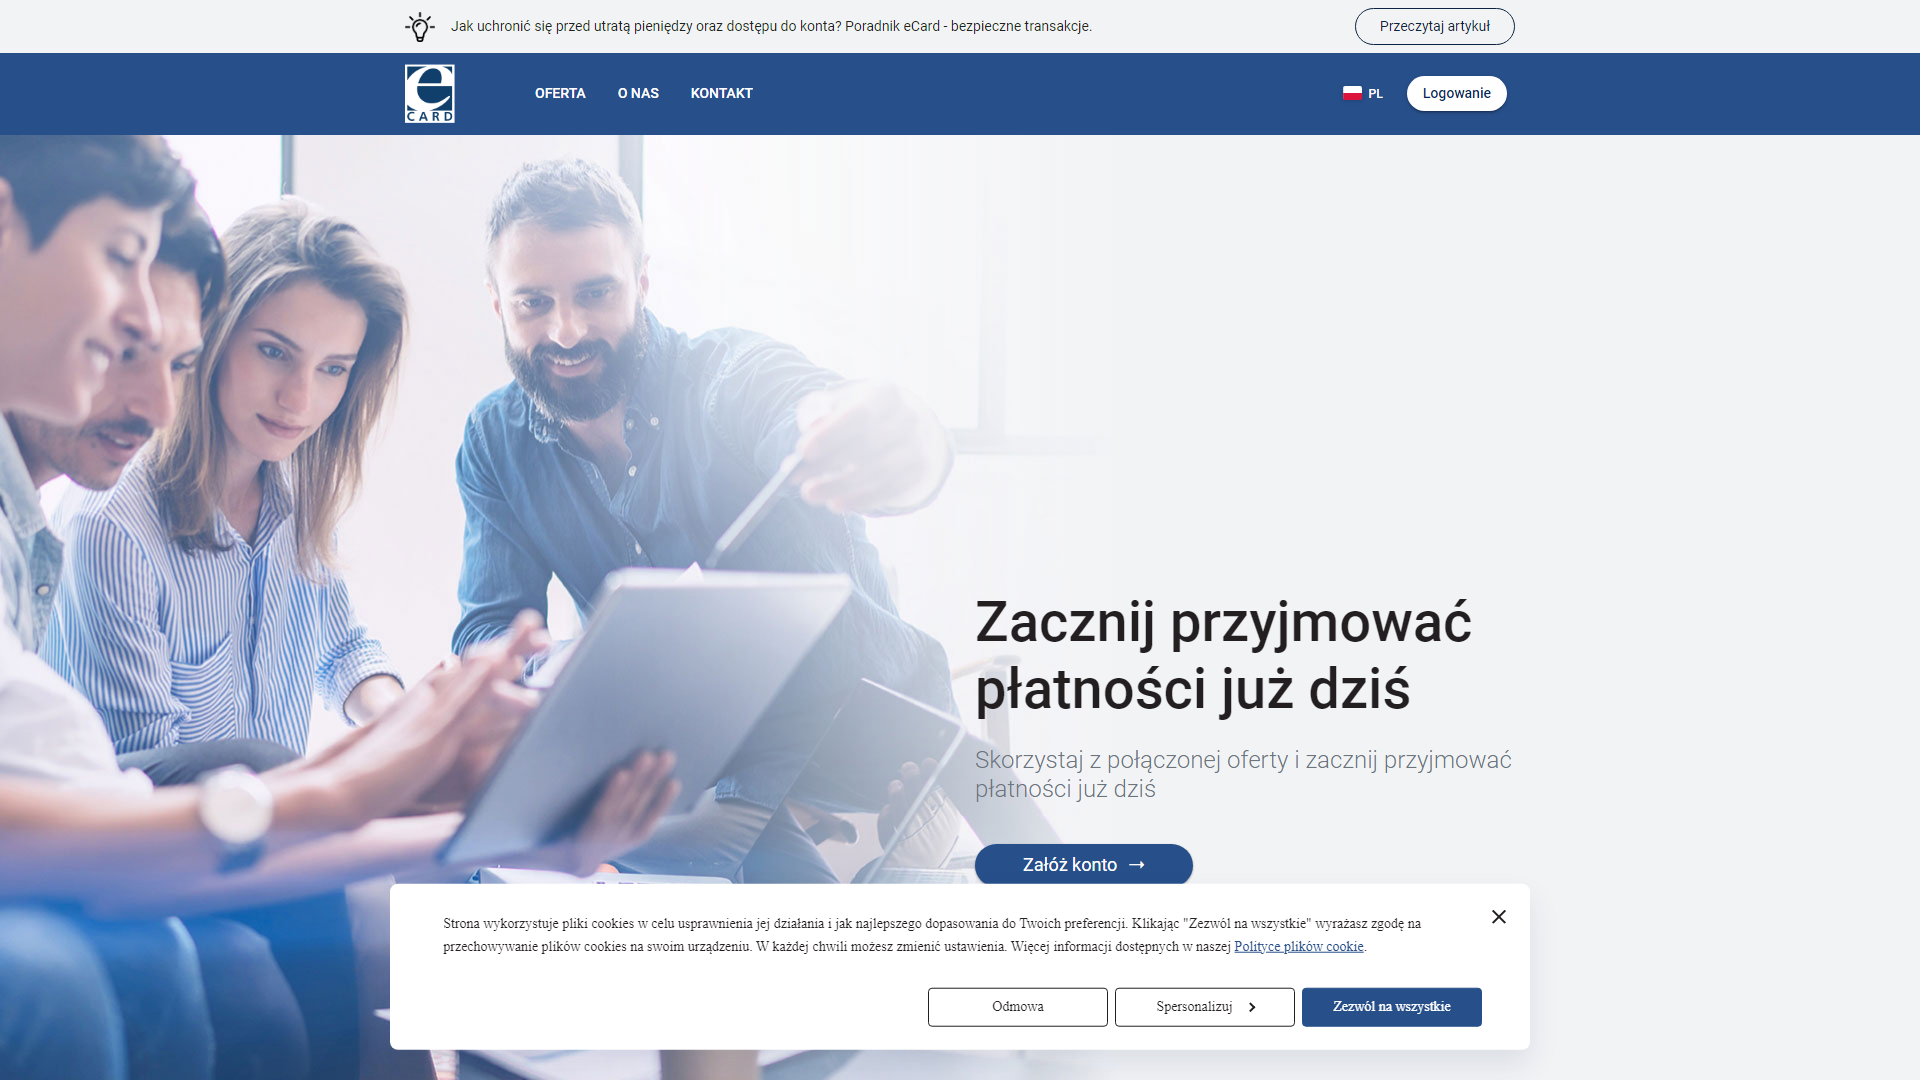 Jak uchronić się przed utratą pieniędzy oraz dostępu do konta? Poradnik eCard - bezpieczne transakcje.
Przeczytaj artykuł
e
CARD
OFERTA
O NAS
KONTAKT
PL
Logowanie
Zacznij przyjmować
płatności już dziś
Skorzystaj z połączonej oferty i zacznij przyjmować
płatności już dziś
Załóż konto →
Strona wykorzystuje pliki cookies w celu usprawnienia jej działania i jak najlepszego dopasowania do Twoich preferencji. Klikając "Zezwól na wszystkie" wyrażasz zgodę na
przechowywanie plików cookies na swoim urządzeniu. W każdej chwili możesz zmienić ustawienia. Więcej informacji dostępnych w naszej Polityce plików cookie.
Odmowa
Spersonalizuj
Zezwól na wszystkie